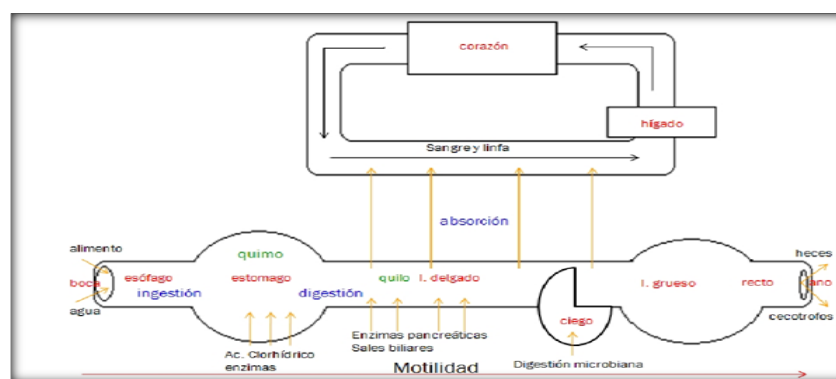 corazón
hígado
Sangre y linfa
absorción
alimento
boca
agua
esófago
ingestión
quimo
estomago
digestión
quilo I. delgado
ciego
I. grueso
recto
ano
heces
cecotrofos
Ac. Clorhídrico
enzimas
Enzimas pancreáticas
Sales biliares
Digestión microbiana
Motilidad